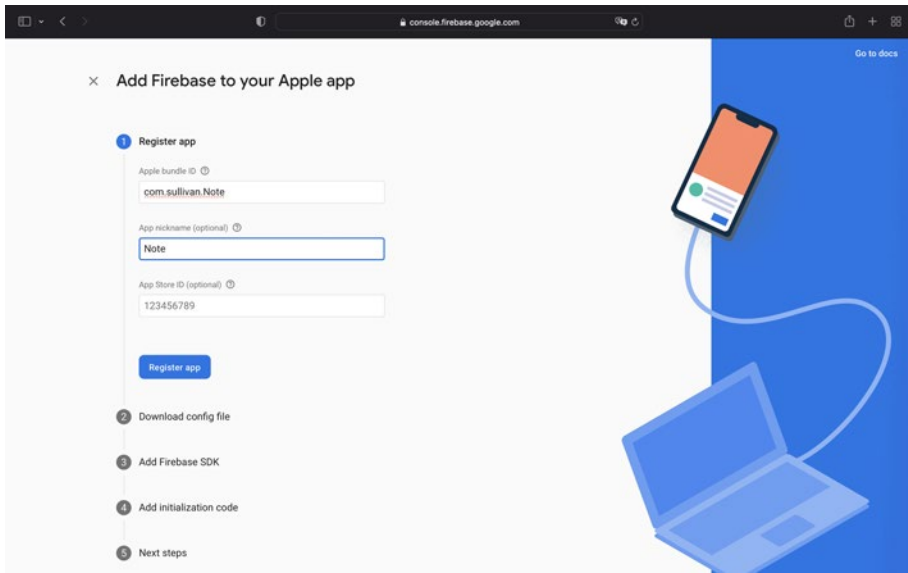 console.firebase.google.com
Go to docs
Add Firebase to your Apple app
1 Register app
Apple bundle ID
com.sullivan.Note
App nickname (optional)
Note
App Store ID (optional)
123456789
Register app
2 Download config file
3 Add Firebase SDK
4 Add initialization code
5 Next steps